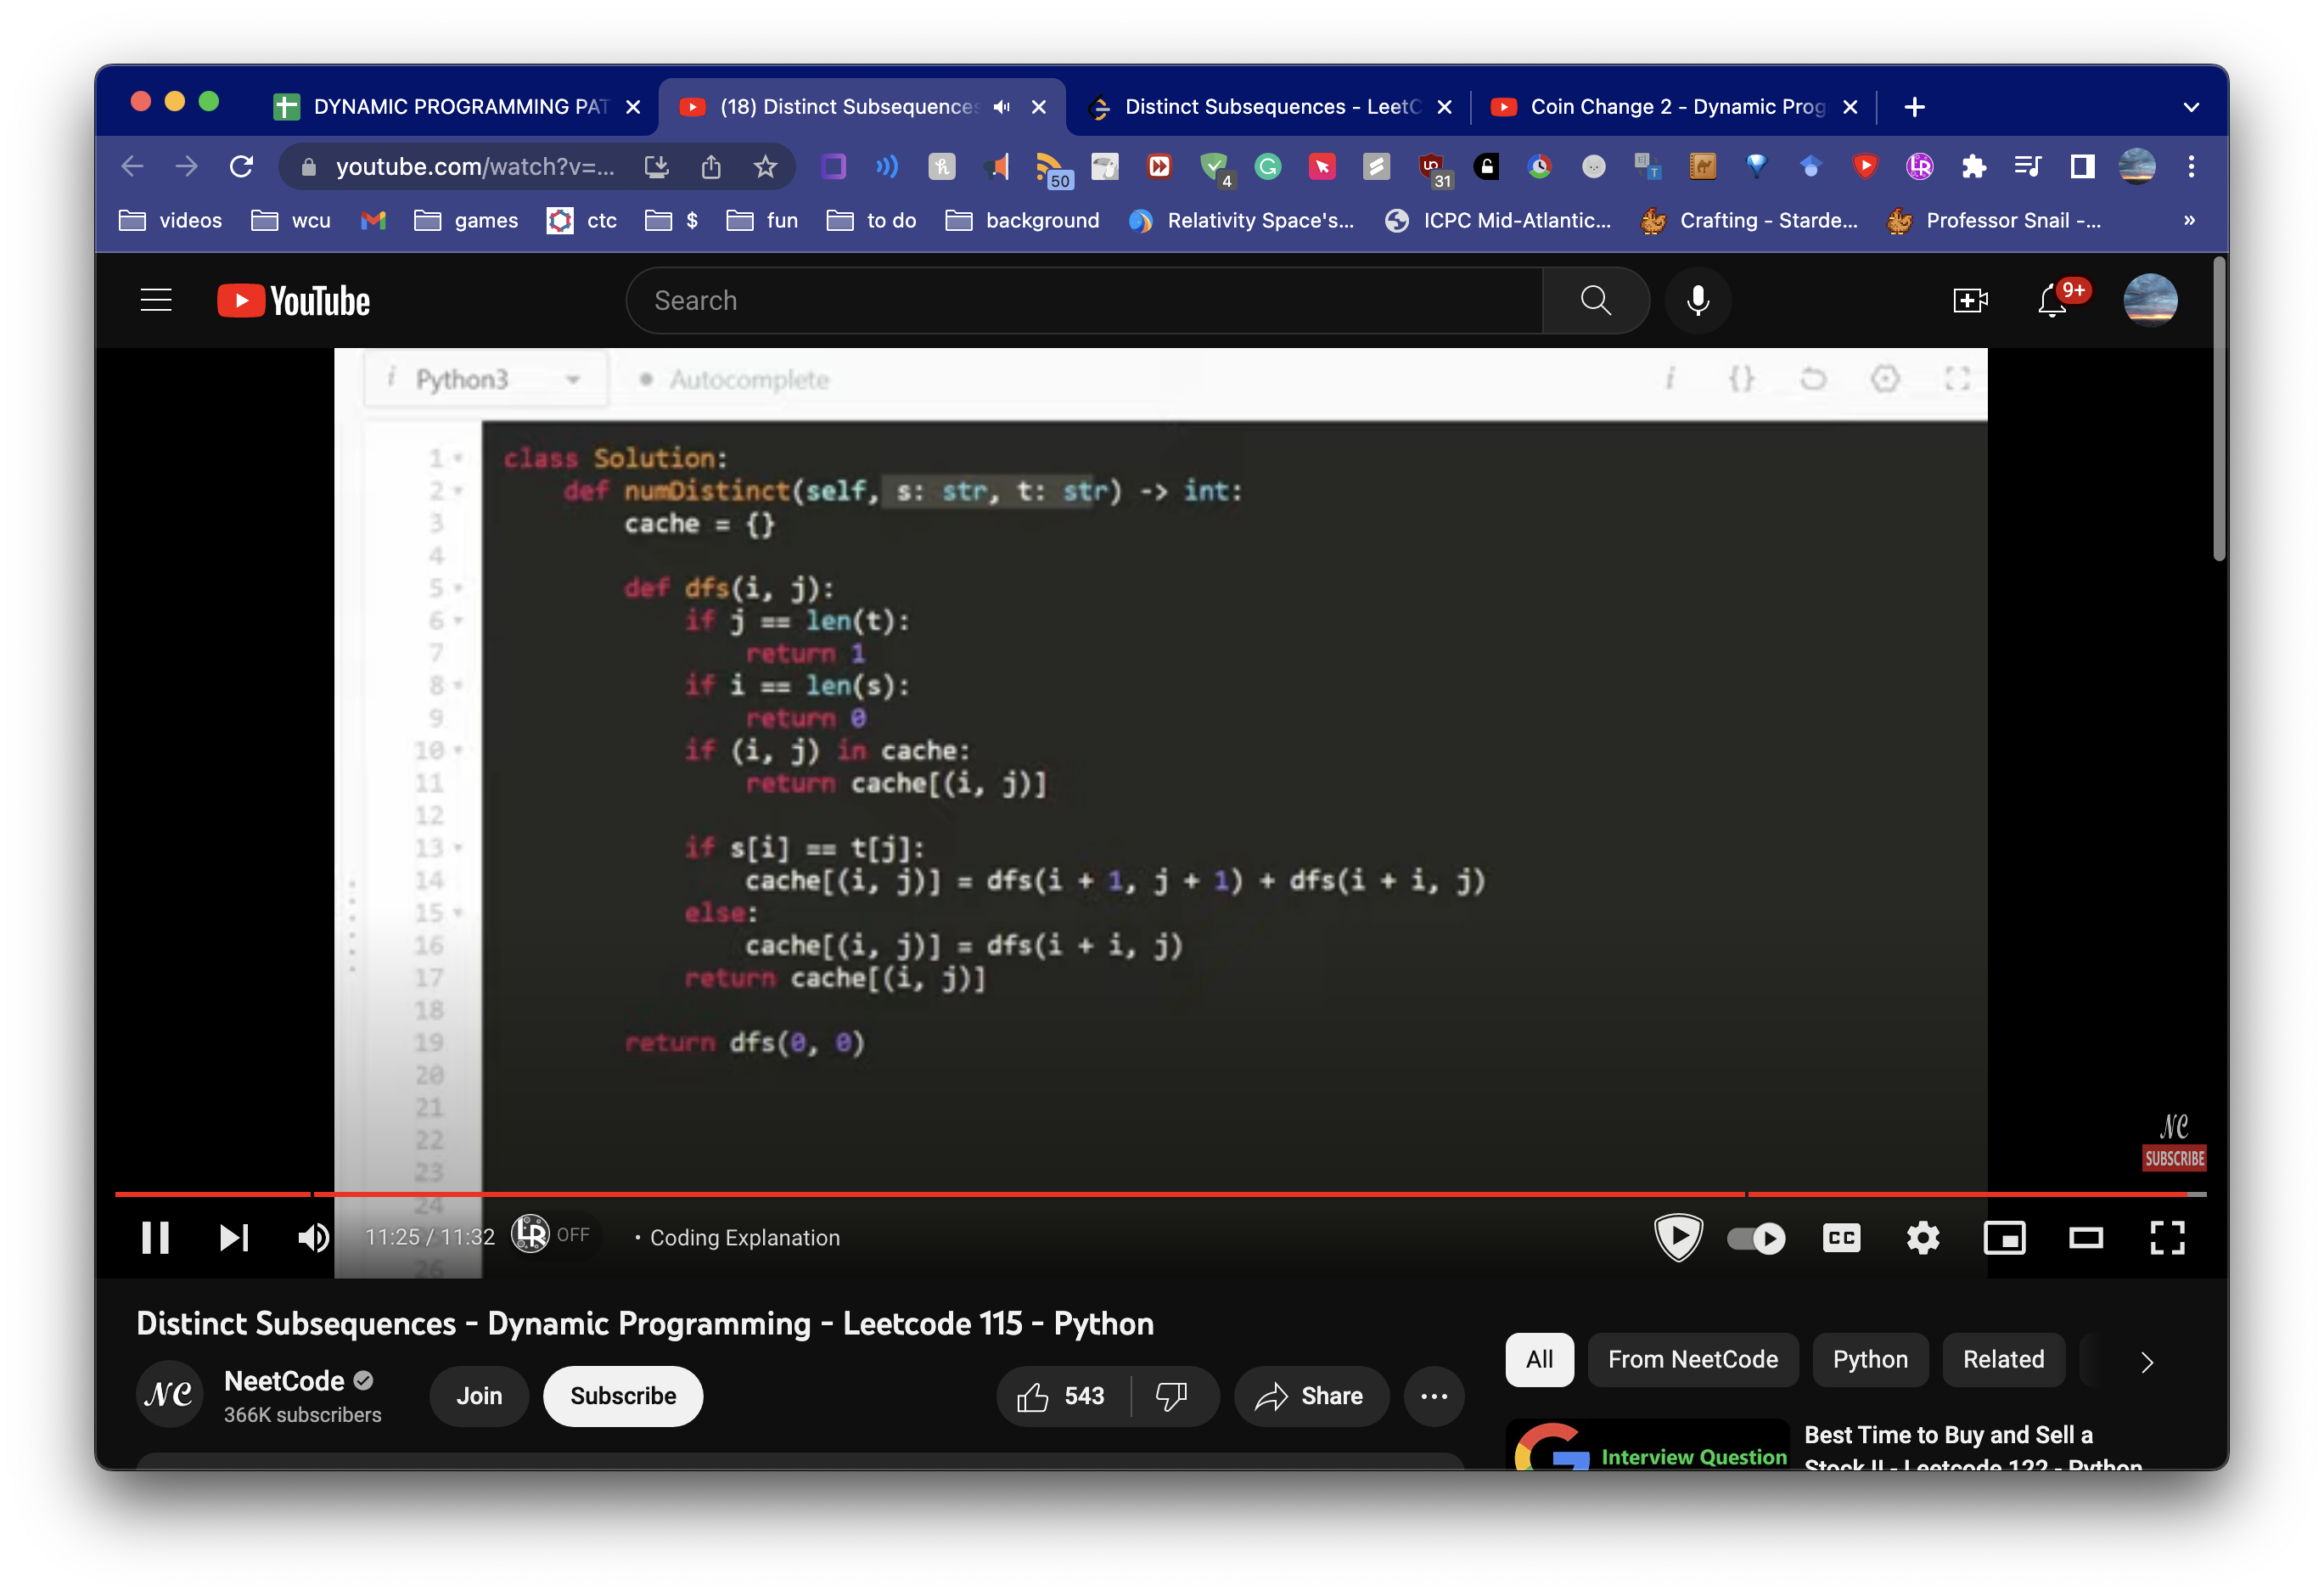 DYNAMIC PROGRAMMING PAT
(18) Distinct Subsequences
Distinct Subsequences - LeetC
Coin Change 2 - Dynamic Prog
youtube.com/watch?v=...
50
4
31
videos
wcu
games
ctc
$
fun
to do
background
Relativity Space's...
ICPC Mid-Atlantic...
Crafting - Starde...
Professor Snail -...
»
YouTube
Search
9+
i Python3
Autocomplete
i {}
1 class Solution:
2 def numDistinct(self, s: str, t: str) -> int:
3 cache = {}
4
5 def dfs(i, j):
6 if j == len(t):
7 return 1
8 if i == len(s):
9 return 0
10 if (i, j) in cache:
11 return cache[(i, j)]
12
13 if s[i] == t[j]:
14 cache[(i, j)] = dfs(i + 1, j + 1) + dfs(i + i, j)
15 else:
16 cache[(i, j)] = dfs(i + i, j)
17 return cache[(i, j)]
18
19 return dfs(0, 0)
20
21
22
23
24
26
NC
SUBSCRIBE
11:25 / 11:32
LR OFF
• Coding Explanation
CC
Distinct Subsequences - Dynamic Programming - Leetcode 115 - Python
NC
NeetCode
366K subscribers
Join
Subscribe
543
Share
All
From NeetCode
Python
Related
Interview Question
Best Time to Buy and Sell a
Stock II - Leetcode 122 - Python